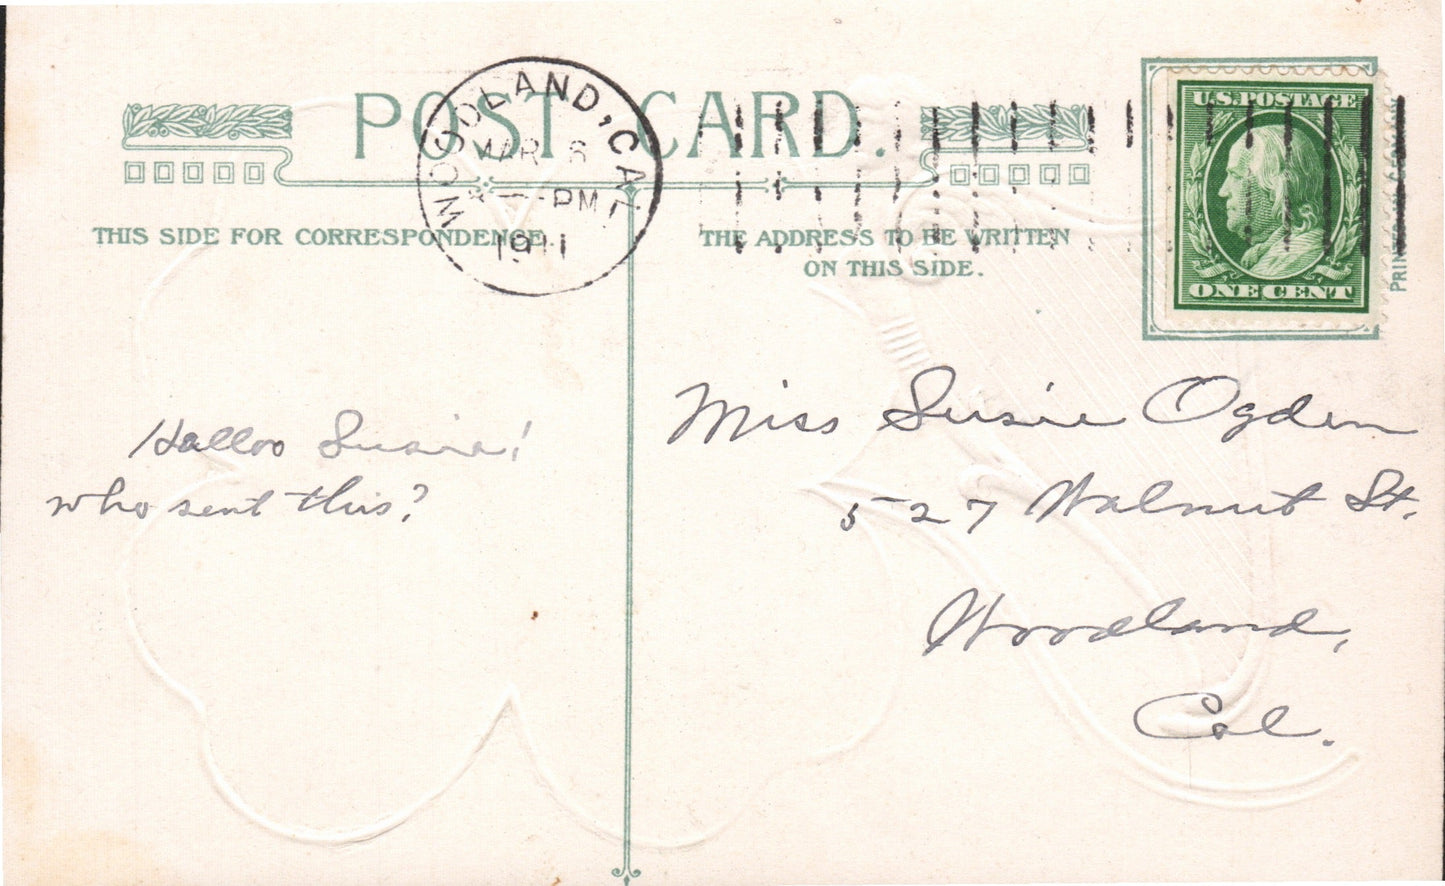 POST CARD.
WOODLAND, CAL
MAR 6
-PM
1911
U.S. POSTAGE
ONE CENT
THIS SIDE FOR CORRESPONDENCE
THE ADDRESS TO BE WRITTEN
ON THIS SIDE.
Halloo Susie!
who sent this?
Miss Susie Ogden
527 Walnut St.
Woodland,
Cal.